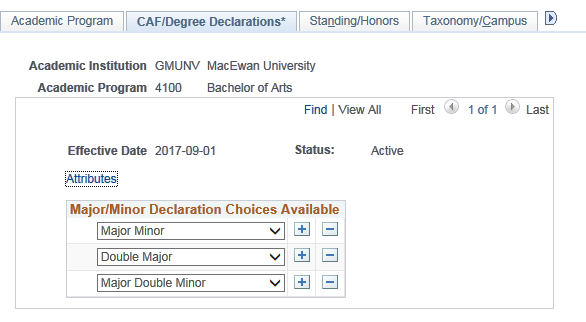 Academic Program CAF/Degree Declarations* Standing/Honors Taxonomy/Campus
Academic Institution GMUNV MacEwan University
Academic Program 4100 Bachelor of Arts
Find | View All First 1 of 1 Last
Effective Date 2017-09-01 Status: Active
Attributes
Major/Minor Declaration Choices Available
Major Minor
Double Major
Major Double Minor